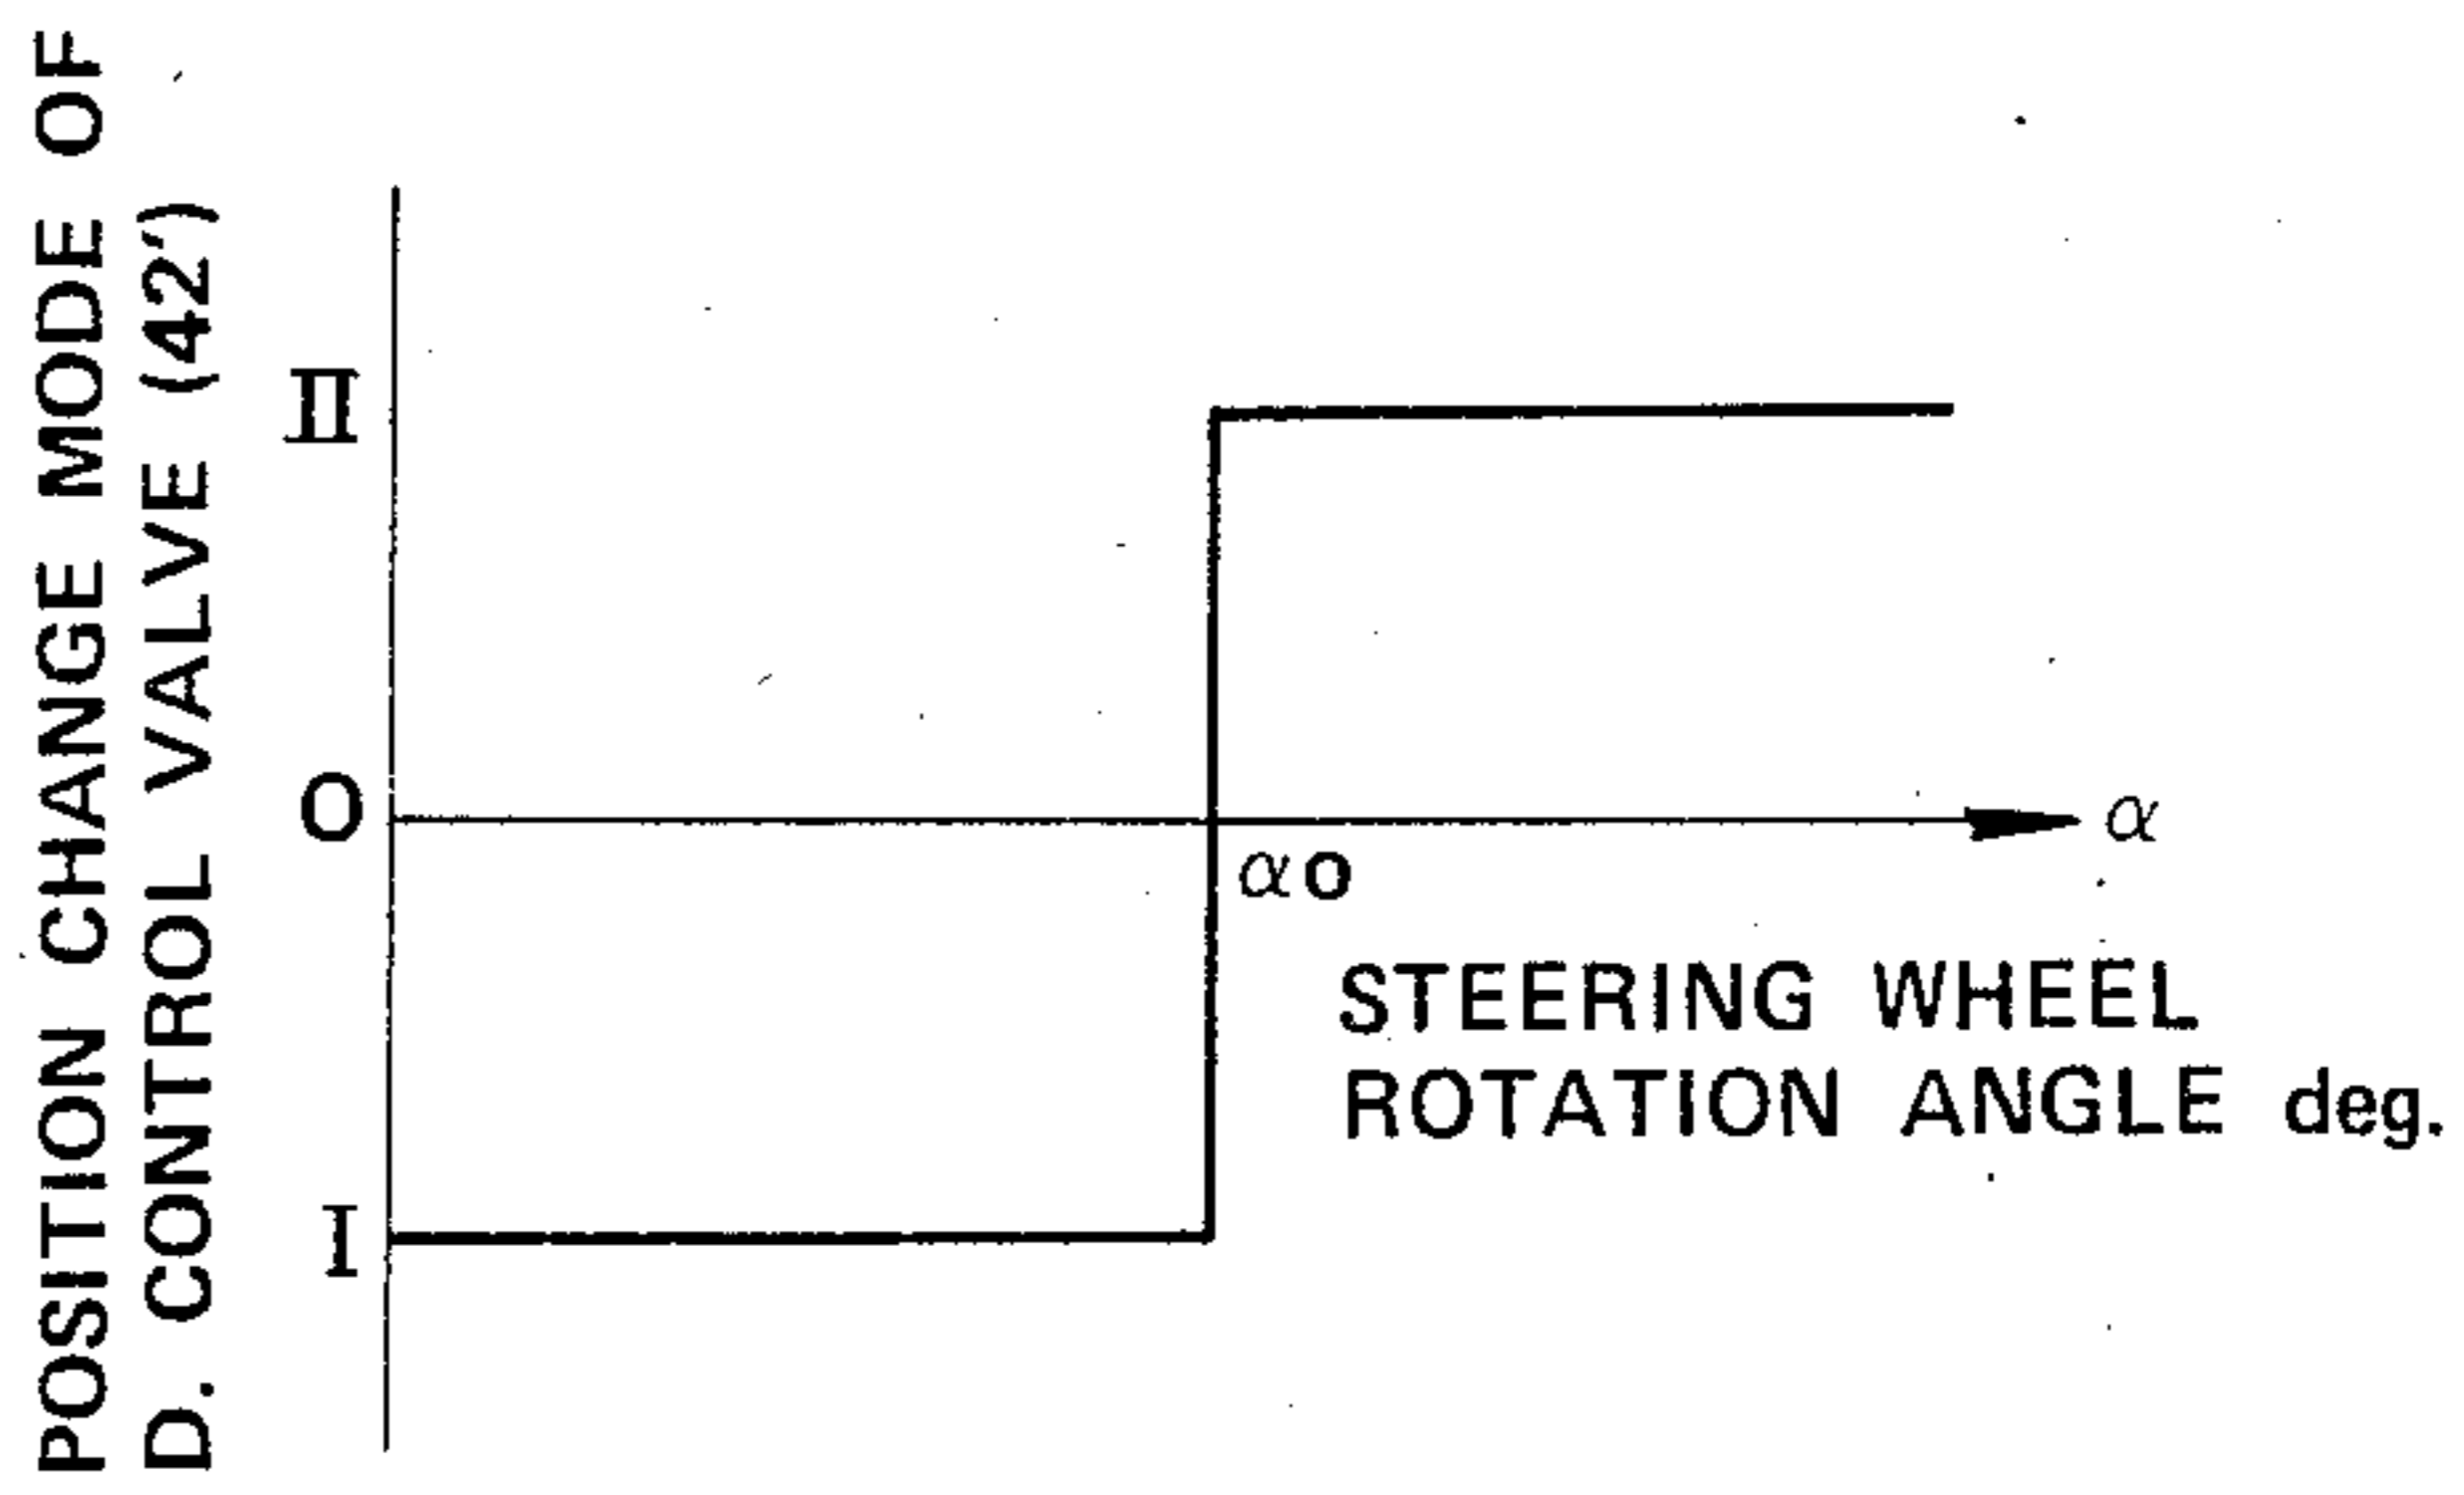 POSITION CHANGE MODE OF
D. CONTROL VALVE (42')
II
O
α
αo
STEERING WHEEL
ROTATION ANGLE deg.
I